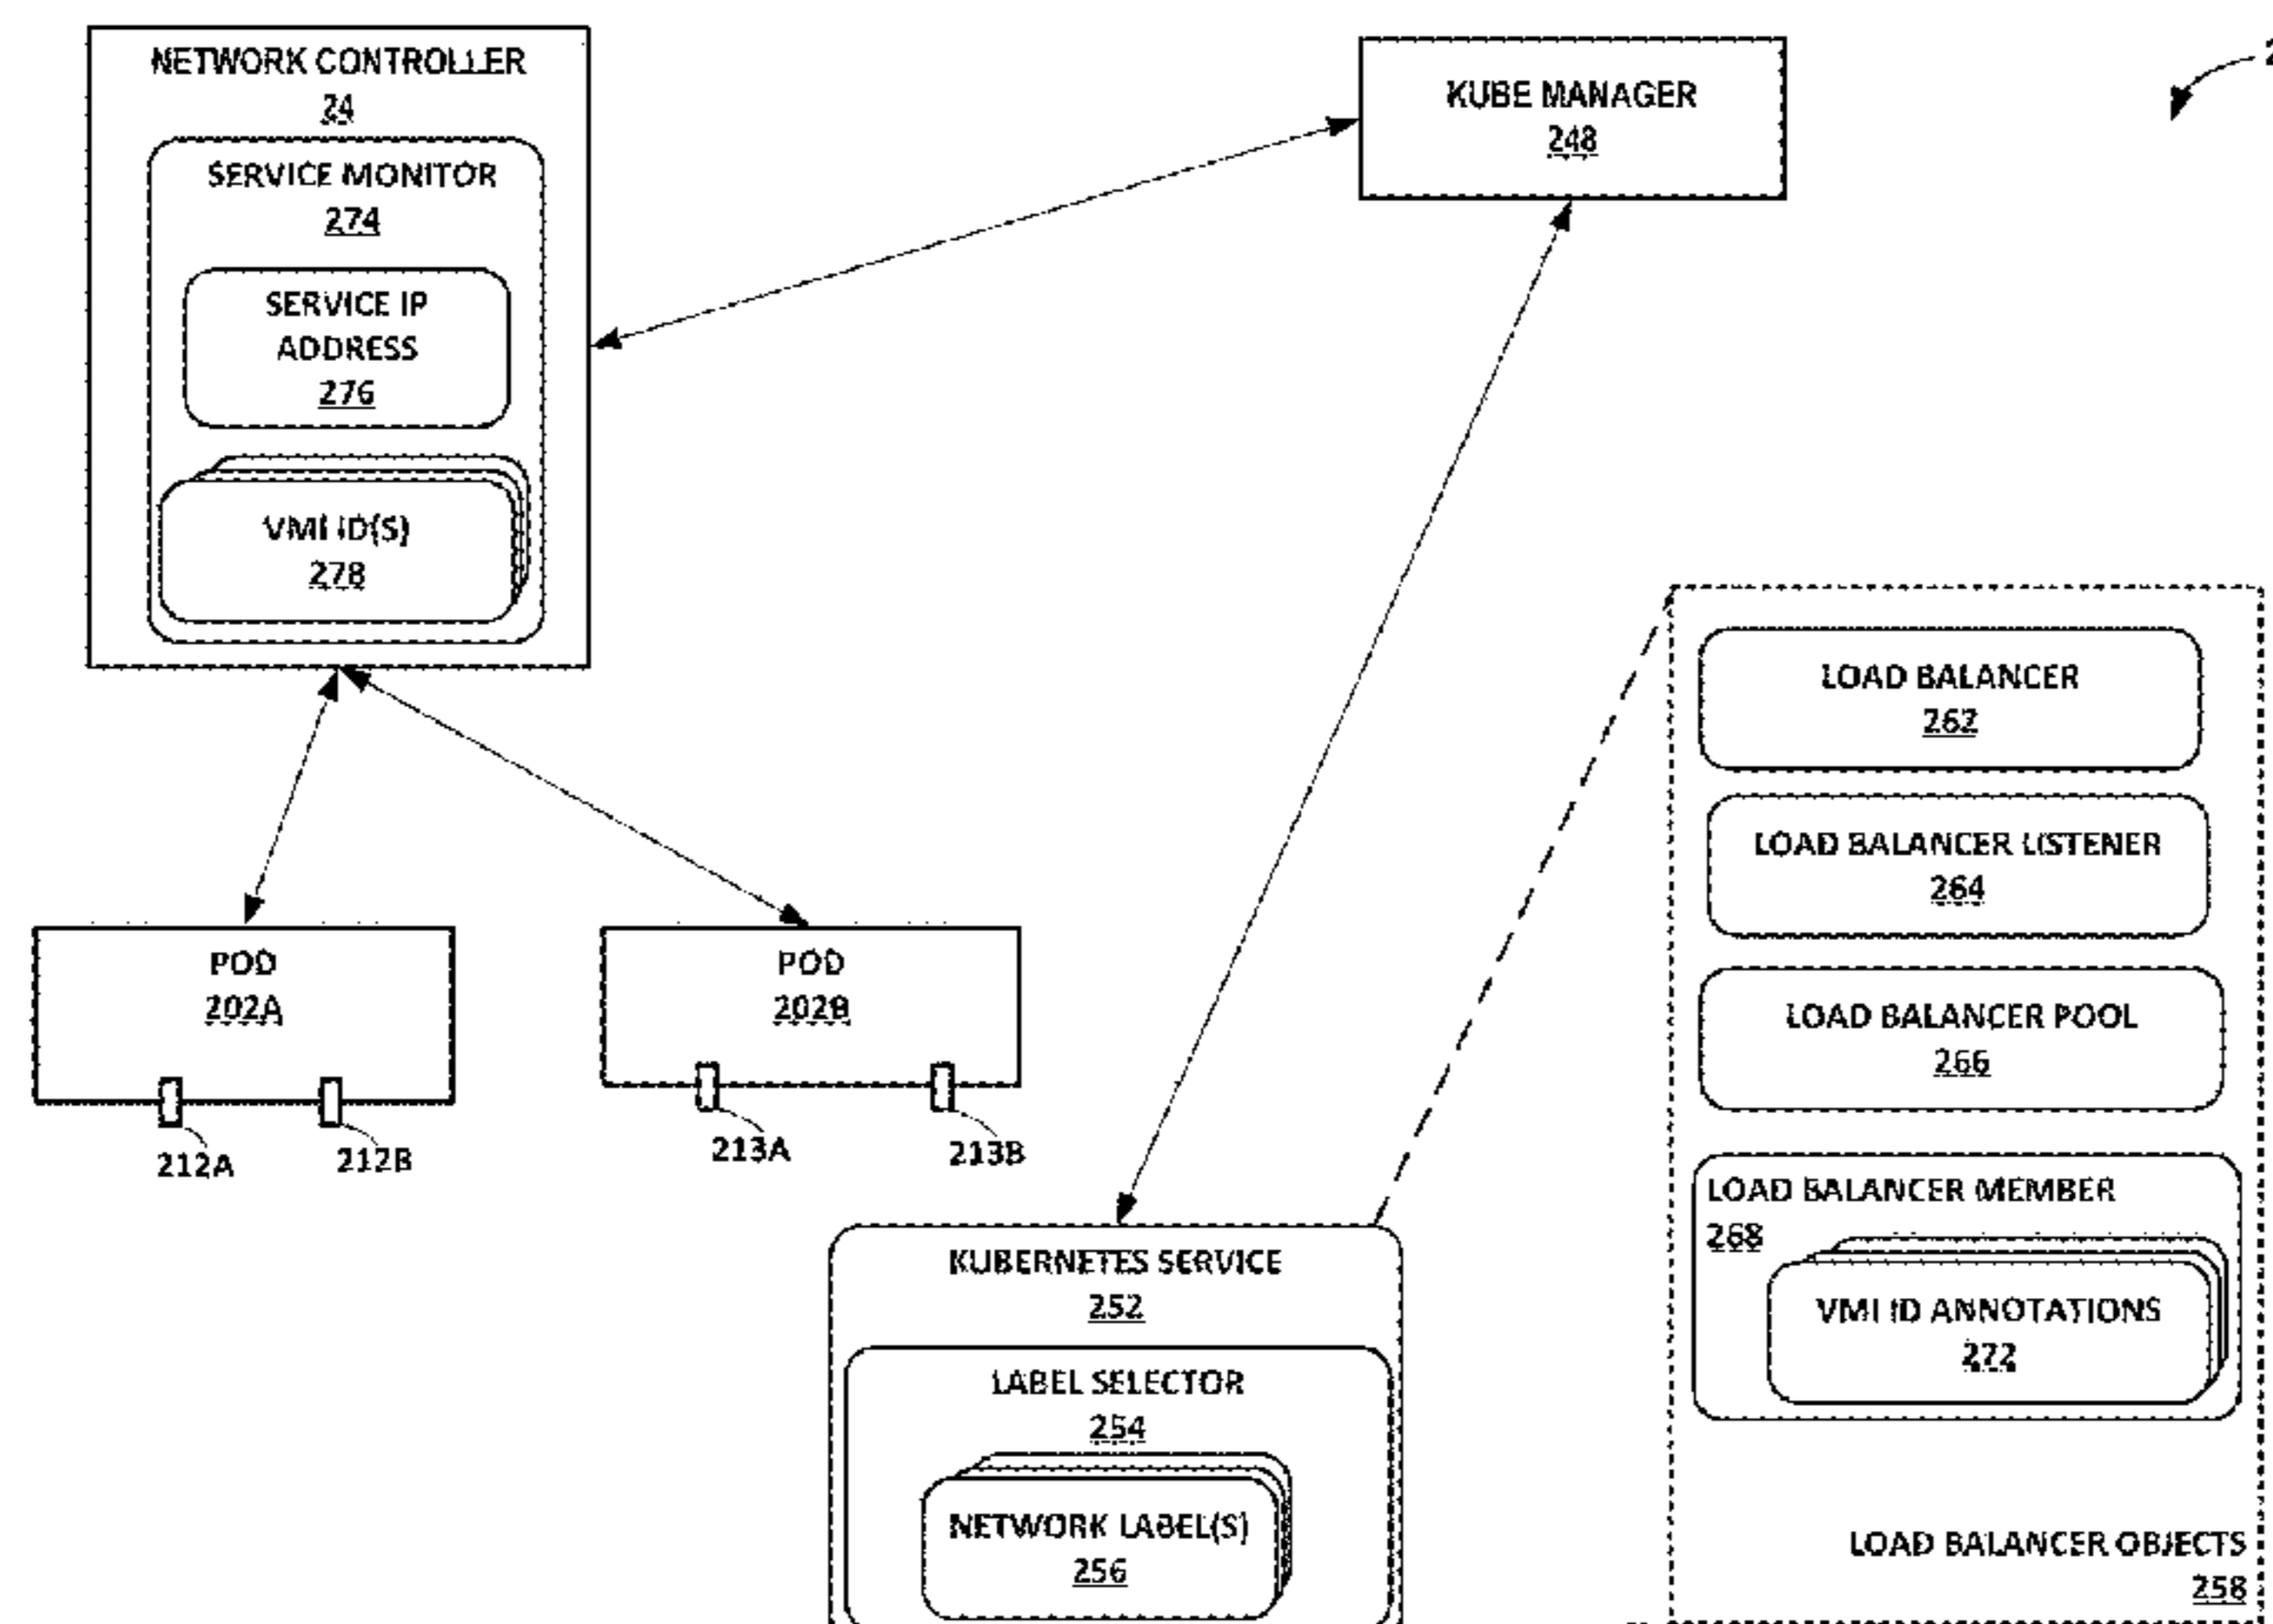 NETWORK CONTROLLER
24
SERVICE MONITOR
274
SERVICE IP
ADDRESS
276
VMI ID(S)
278
KUBE MANAGER
248
POD
202A
212A
212B
POD
202B
213A
213B
KUBERNETES SERVICE
252
LABEL SELECTOR
254
NETWORK LABEL(S)
256
LOAD BALANCER
262
LOAD BALANCER LISTENER
264
LOAD BALANCER POOL
266
LOAD BALANCER MEMBER
268
VMI ID ANNOTATIONS
272
LOAD BALANCER OBJECTS
258